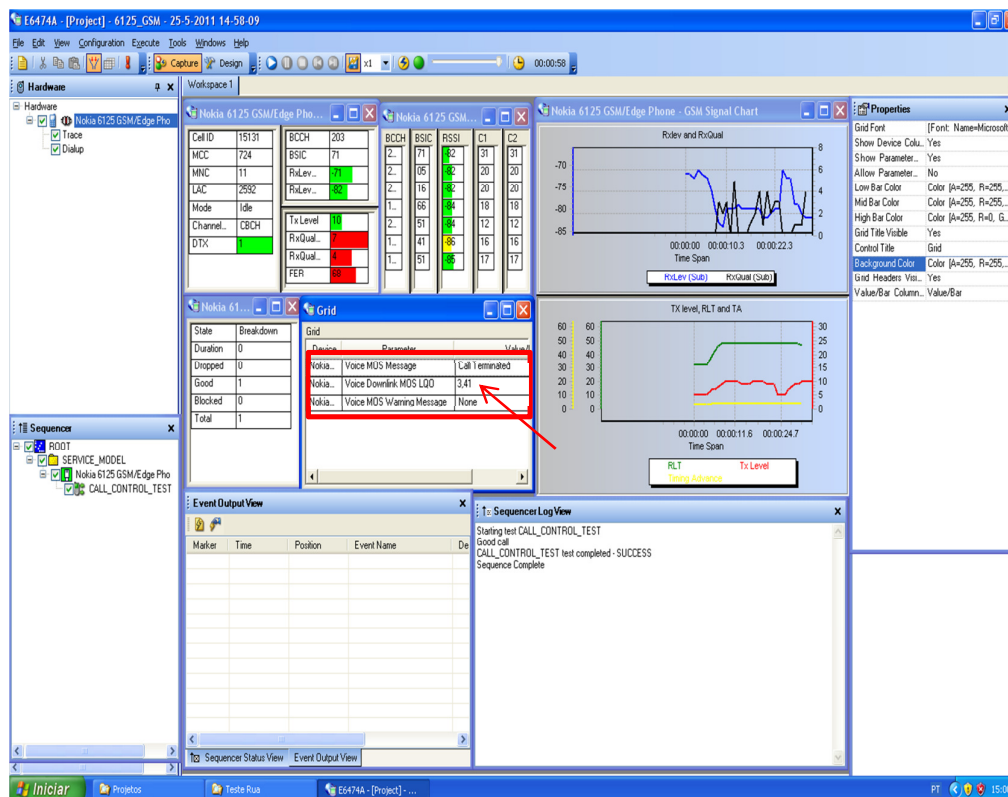 E6474A - [Project] - 6125_GSM - 25-5-2011 14-58-09
File Edit View Configuration Execute Tools Windows Help
Capture Design x1 00:00:58
Hardware
Hardware
Nokia 6125 GSM/Edge Pho
Trace
Dialup
Workspace 1
Nokia 6125 GSM/Edge Pho...
Cell ID 15131
MCC 724
MNC 11
LAC 2592
Mode Idle
Channel... CBCH
DTX 1
BCCH 203
BSIC 71
RxLev... -71
RxLev... -82
Tx Level 10
RxQual... 7
RxQual... 4
FER 68
Nokia 6125 GSM...
BCCH BSIC RSSI C1 C2
2... 71 -82 31 31
2... 05 -82 20 20
2... 16 -82 20 20
1... 66 -84 18 18
2... 51 -84 12 12
1... 41 -86 16 16
1... 51 -85 17 17
Nokia 6125 GSM/Edge Phone - GSM Signal Chart
Rxlev and RxQual
-70
-75
-80
-85
8
6
4
2
0
00:00:00 00:00:10.3 00:00:22.3
Time Span
RxLev (Sub) RxQual (Sub)
TX level, RLT and TA
60 60 30
50 50 25
40 40 20
30 30 15
20 20 10
10 10 5
0 0 0
00:00:00 00:00:11.6 00:00:24.7
Time Span
RLT Tx Level
Timing Advance
Properties
Grid Font [Font: Name=Microsoft
Show Device Colu... Yes
Show Parameter... Yes
Allow Parameter... No
Low Bar Color Color [A=255, R=255,...
Mid Bar Color Color [A=255, R=255,...
High Bar Color Color [A=255, R=0, G...
Grid Title Visible Yes
Control Title Grid
Background Color Color [A=255, R=255,...
Grid Headers Visi... Yes
Value/Bar Column... Value/Bar
Nokia 61...
State Breakdown
Duration 0
Dropped 0
Good 1
Blocked 0
Total 1
Grid
Grid
Device Parameter
Nokia... Voice MOS Message Call Terminated
Nokia... Voice Downlink MOS LQO 3,41
Nokia... Voice MOS Warning Message None
Sequencer
ROOT
SERVICE_MODEL
Nokia 6125 GSM/Edge Pho
CALL_CONTROL_TEST
Event Output View
Marker Time Position Event Name De
Sequencer Status View Event Output View
Sequencer Log View
Starting test CALL_CONTROL_TEST
Good call
CALL_CONTROL_TEST test completed - SUCCESS
Sequence Complete
Iniciar Projetos Teste Rua E6474A - [Project] - ... PT